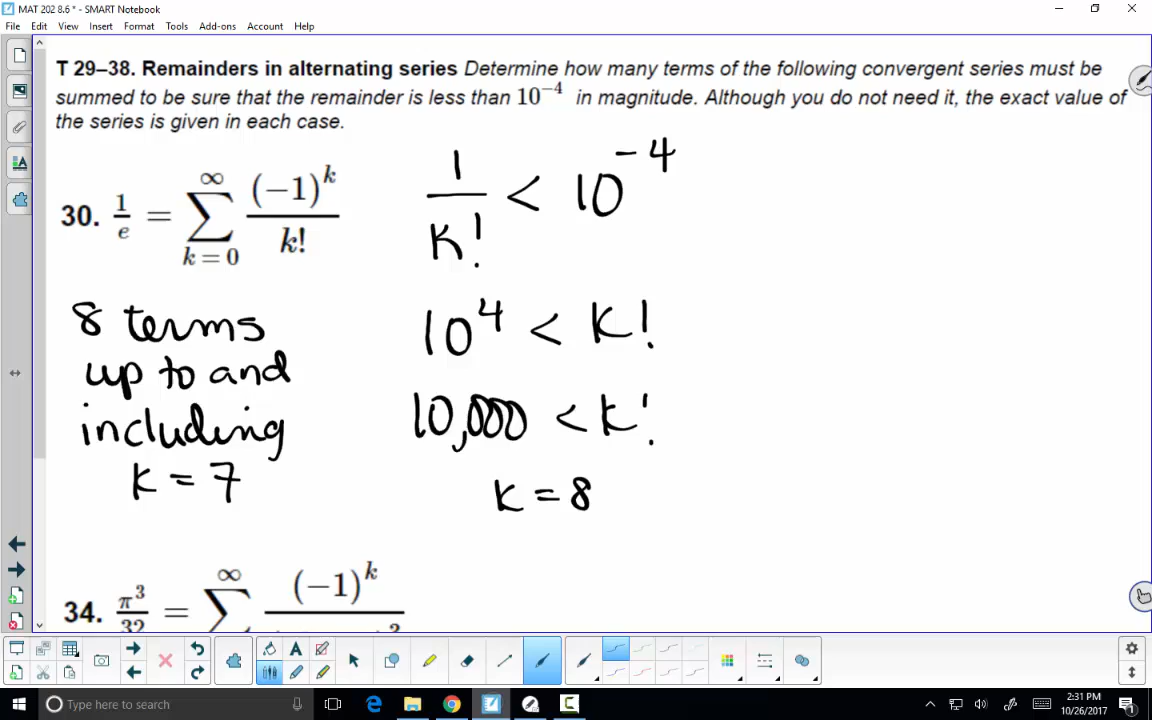 MAT 202 8.6 * - SMART Notebook
File Edit View Insert Format Tools Add-ons Account Help
T 29–38. Remainders in alternating series Determine how many terms of the following convergent series must be
summed to be sure that the remainder is less than 10⁻⁴ in magnitude. Although you do not need it, the exact value of
the series is given in each case.
30. 1/e = ∑ k=0 ∞ (−1)^k / k!
1/k! < 10^-4
8 terms
up to and
including
k = 7
10^4 < k!
10,000 < k!
k = 8
34. π³/32 = ∑ ∞ (−1)^k
Type here to search
2:31 PM
10/26/2017
1